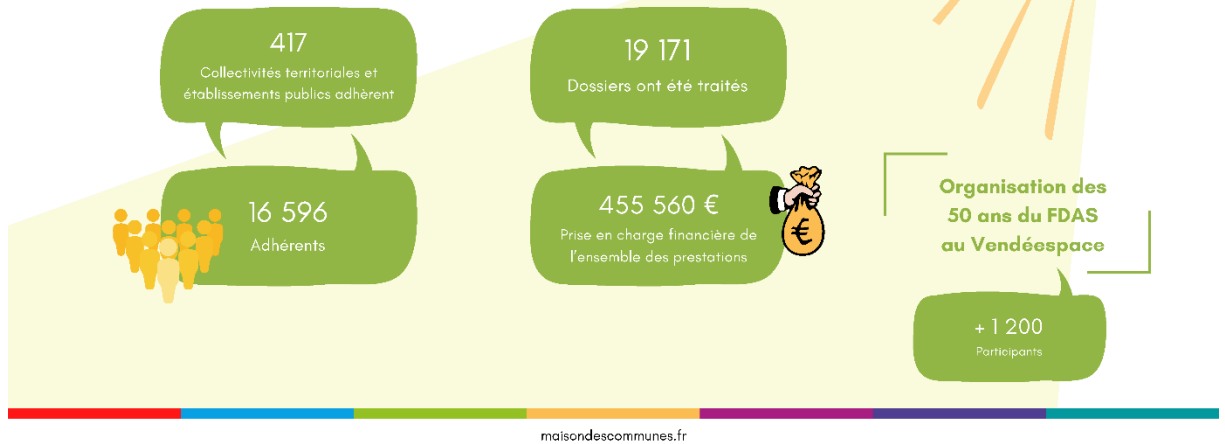 417
Collectivités territoriales et
établissements publics adhèrent
16 596
Adhérents
19 171
Dossiers ont été traités
455 560 €
Prise en charge financière de
l'ensemble des prestations
€
Organisation des
50 ans du FDAS
au Vendéespace
+ 1 200
Participants
maisondescommunes.fr